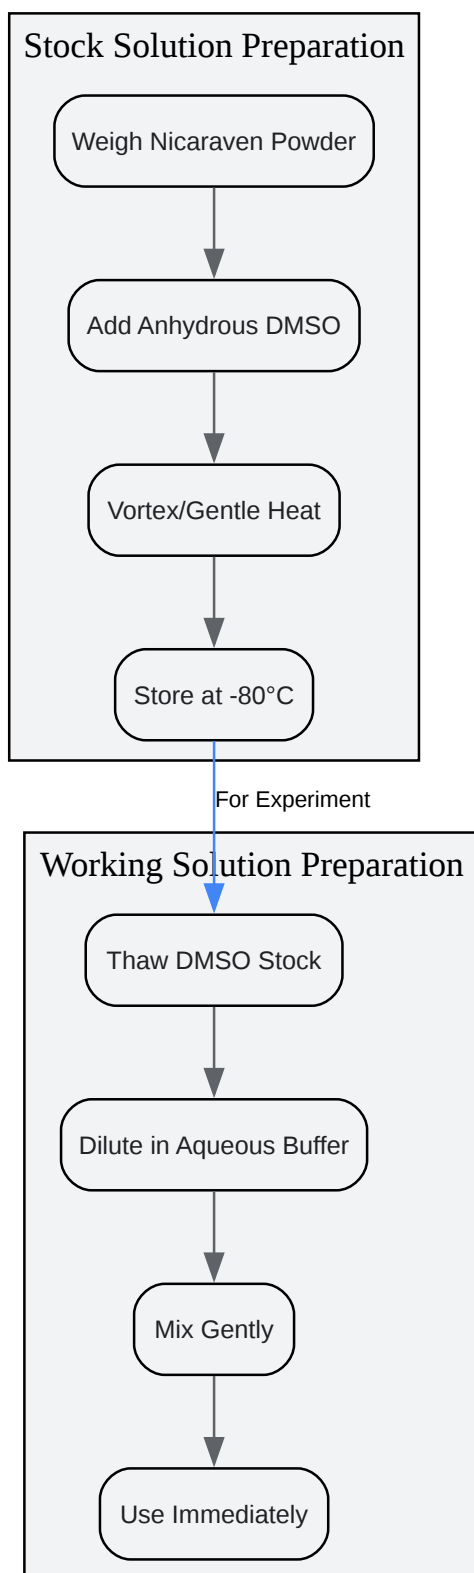 Stock Solution Preparation
Weigh Nicaraven Powder
Add Anhydrous DMSO
Vortex/Gentle Heat
Store at -80°C
For Experiment
Working Solution Preparation
Thaw DMSO Stock
Dilute in Aqueous Buffer
Mix Gently
Use Immediately